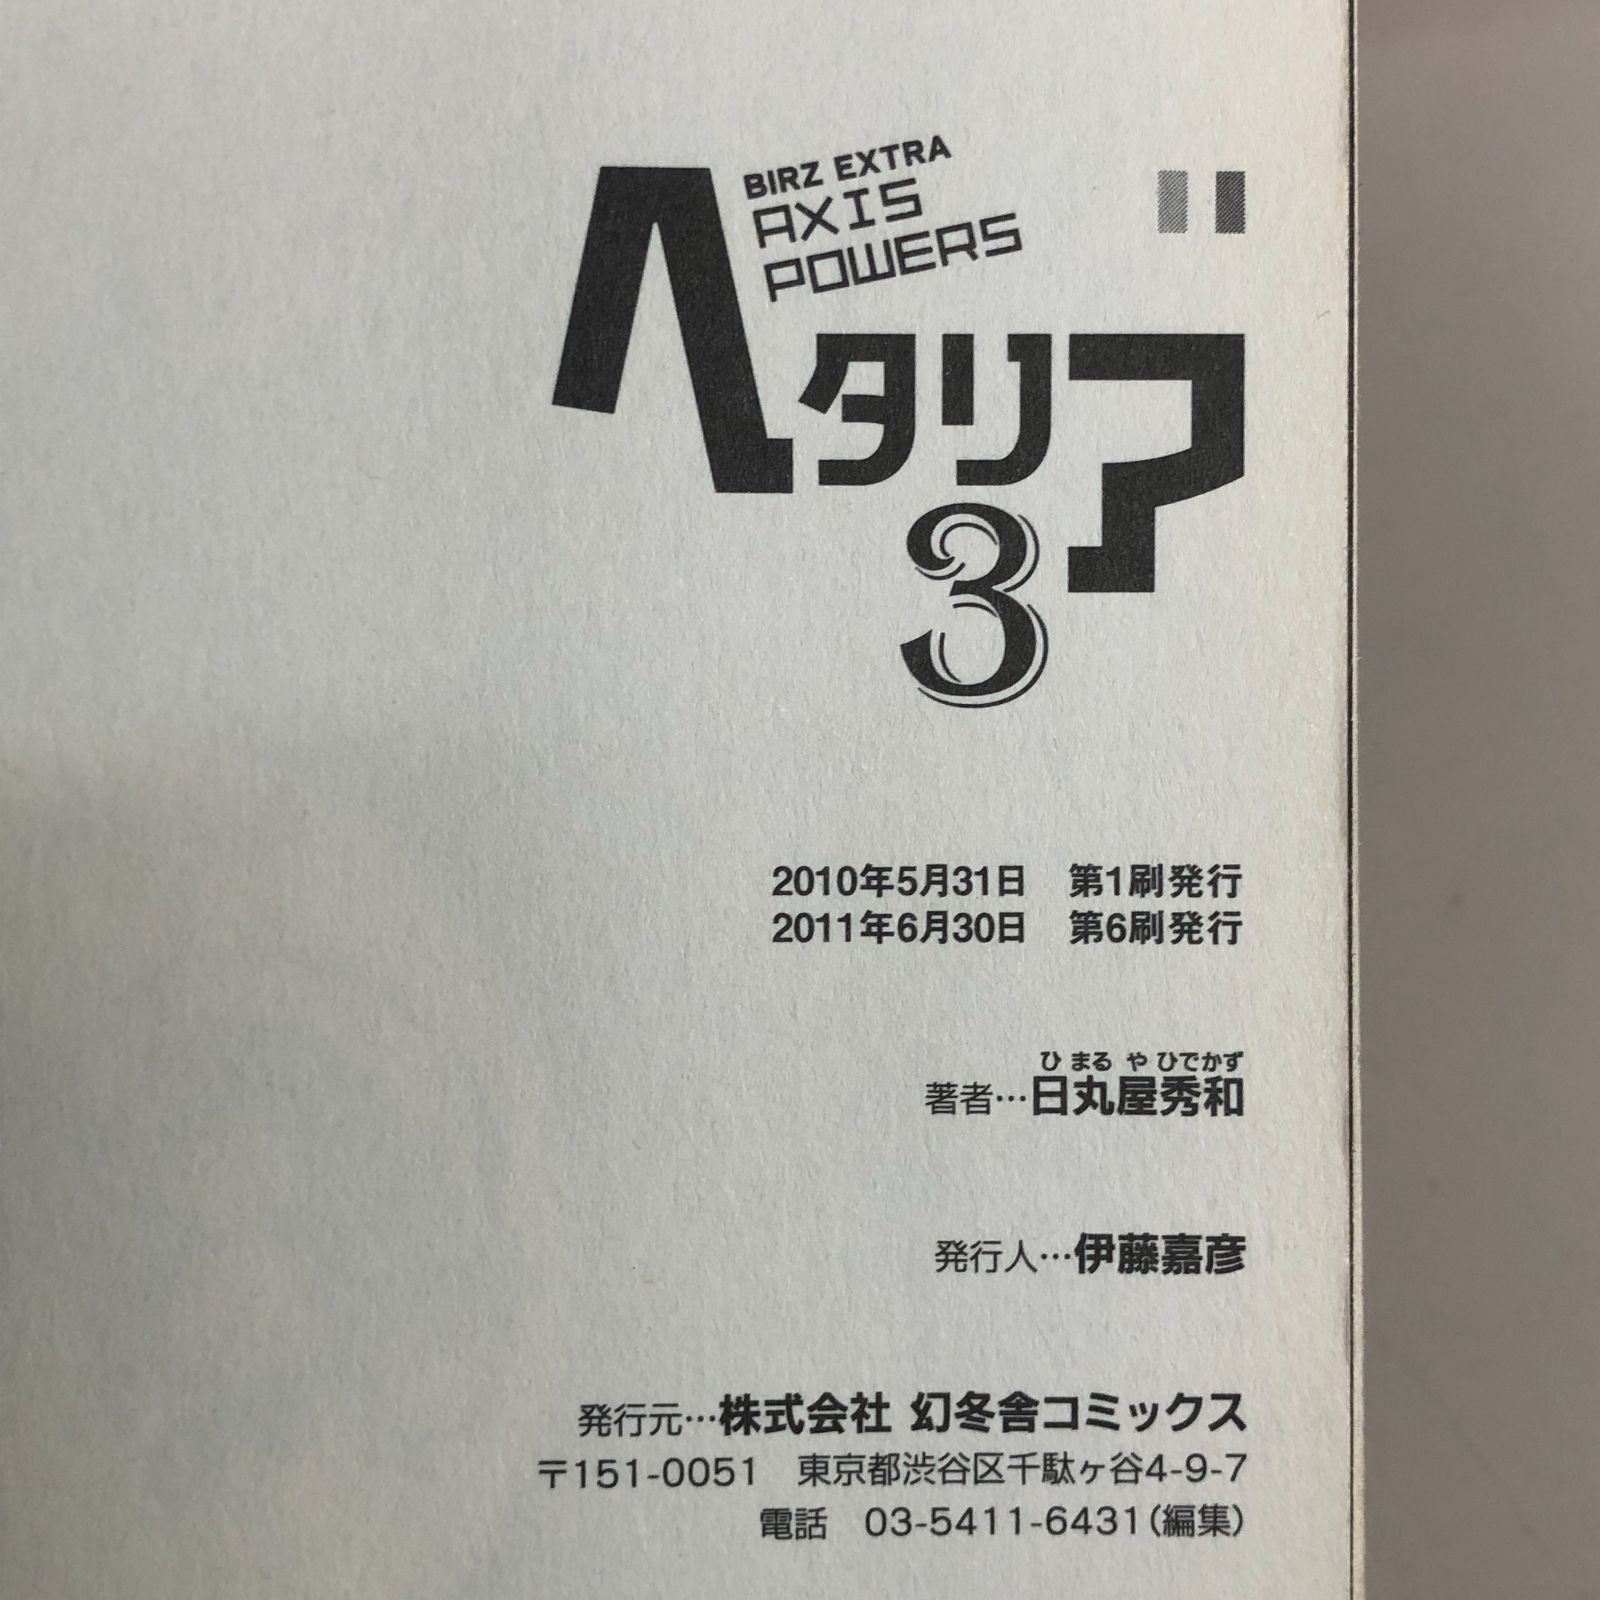 BIRZ EXTRA
AXIS
POWERS
ヘタリア
3
2010年5月31日　第1刷発行
2011年6月30日　第6刷発行
ひ まる や ひでかず
著者…日丸屋秀和
発行人…伊藤嘉彦
発行元…株式会社 幻冬舎コミックス
〒151-0051　東京都渋谷区千駄ヶ谷4-9-7
電話　03-5411-6431(編集)